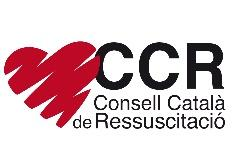 CCR
Consell Català
de Ressuscitació